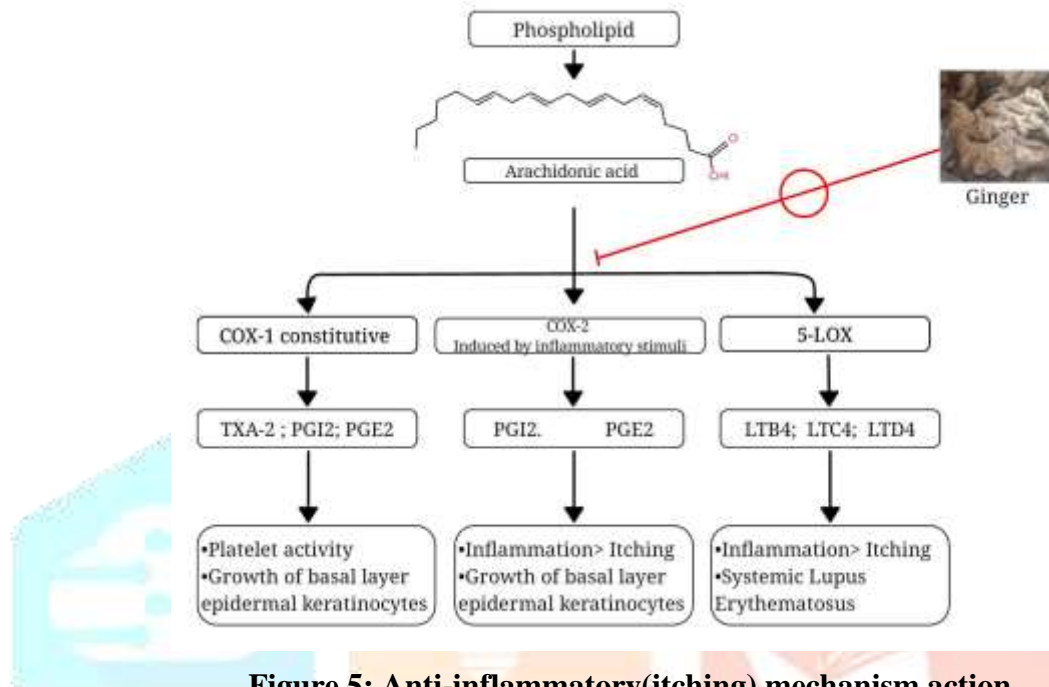 Phospholipid
O
OH
Arachidonic acid
Ginger
COX-1 constitutive
COX-2
Induced by inflammatory stimuli
5-LOX
TXA-2 ; PGI2; PGE2
PGI2. PGE2
LTB4; LTC4; LTD4
•Platelet activity
•Growth of basal layer
epidermal keratinocytes
•Inflammation> Itching
•Growth of basal layer
epidermal keratinocytes
•Inflammation> Itching
•Systemic Lupus
Erythematosus
Figure 5: Anti-inflammatory(itching) mechanism action